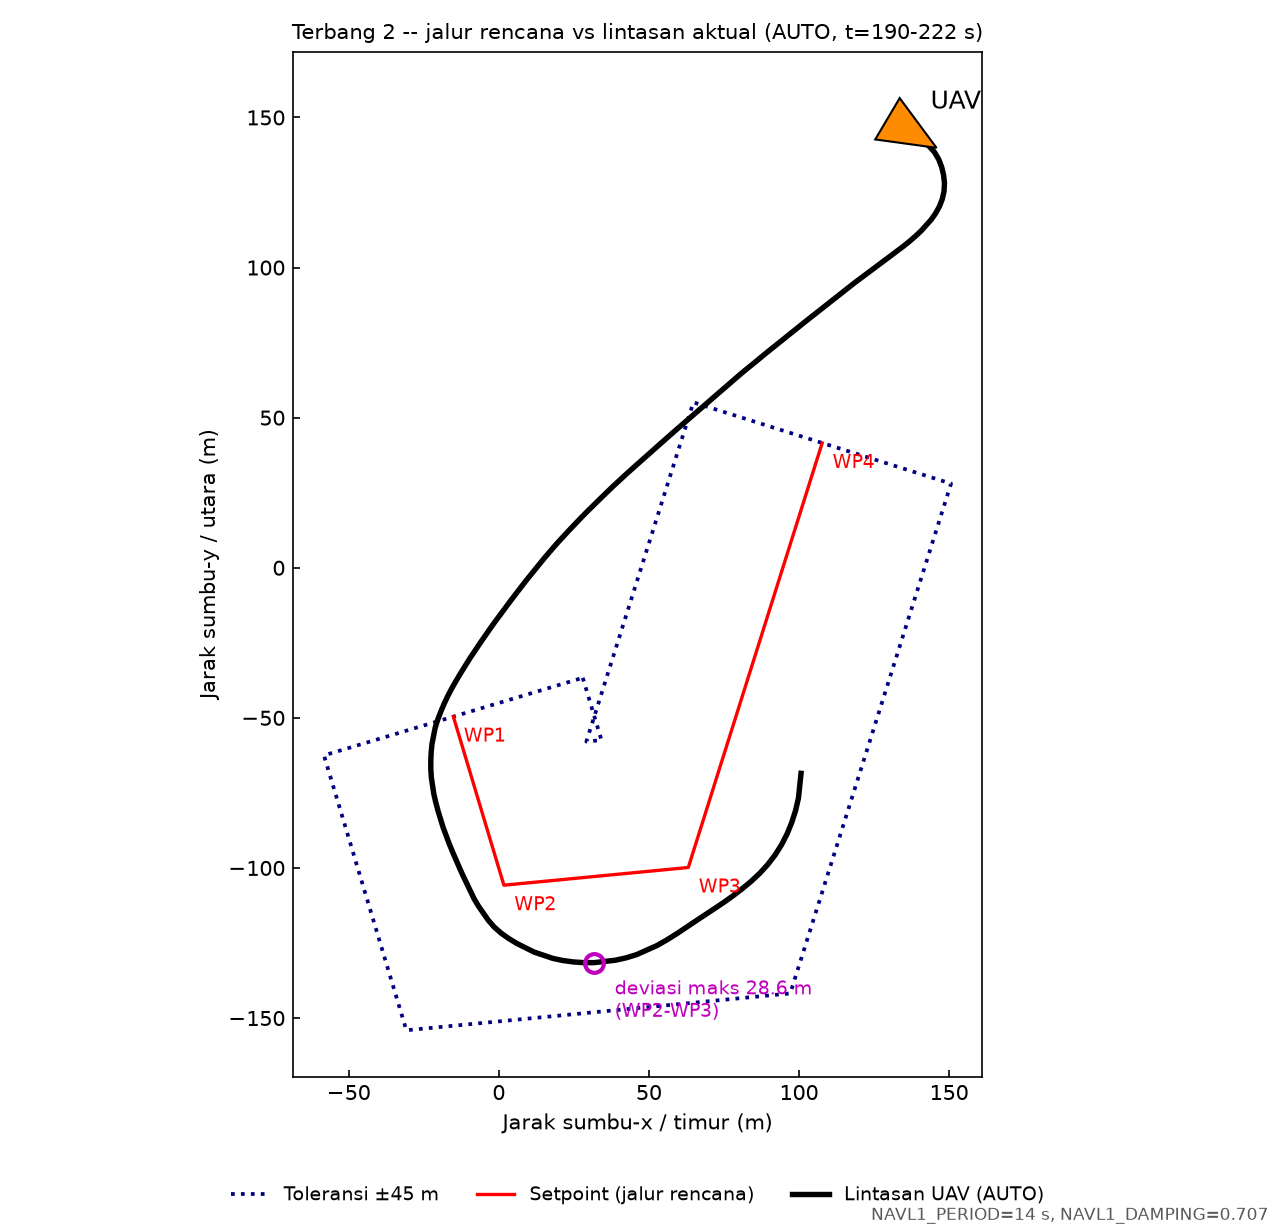 Terbang 2 -- jalur rencana vs lintasan aktual (AUTO, t=190-222 s)
UAV
150
100
50
0
−50
−100
−150
Jarak sumbu-y / utara (m)
WP4
WP1
WP3
WP2
deviasi maks 28.6 m
(WP2-WP3)
−50
0
50
100
150
Jarak sumbu-x / timur (m)
Toleransi ±45 m
Setpoint (jalur rencana)
Lintasan UAV (AUTO)
NAVL1_PERIOD=14 s, NAVL1_DAMPING=0.707